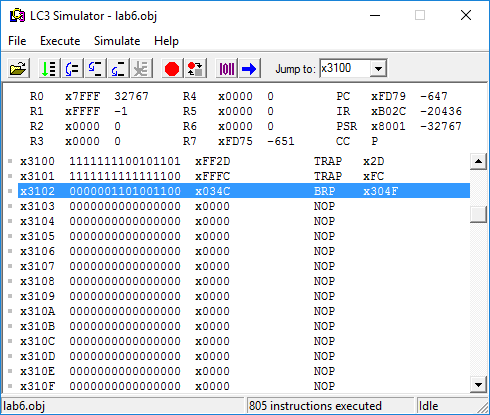 LC3 Simulator - lab6.obj
File Execute Simulate Help
Jump to: x3100
R0 x7FFF 32767 R4 x0000 0 PC xFD79 -647
R1 xFFFF -1 R5 x0000 0 IR xB02C -20436
R2 x0000 0 R6 x0000 0 PSR x8001 -32767
R3 x0000 0 R7 xFD75 -651 CC P
x3100 1111111100101101 xFF2D TRAP x2D
x3101 1111111111111100 xFFFC TRAP xFC
x3102 0000001101001100 x034C BRP x304F
x3103 0000000000000000 x0000 NOP
x3104 0000000000000000 x0000 NOP
x3105 0000000000000000 x0000 NOP
x3106 0000000000000000 x0000 NOP
x3107 0000000000000000 x0000 NOP
x3108 0000000000000000 x0000 NOP
x3109 0000000000000000 x0000 NOP
x310A 0000000000000000 x0000 NOP
x310B 0000000000000000 x0000 NOP
x310C 0000000000000000 x0000 NOP
x310D 0000000000000000 x0000 NOP
x310E 0000000000000000 x0000 NOP
x310F 0000000000000000 x0000 NOP
lab6.obj 805 instructions executed Idle